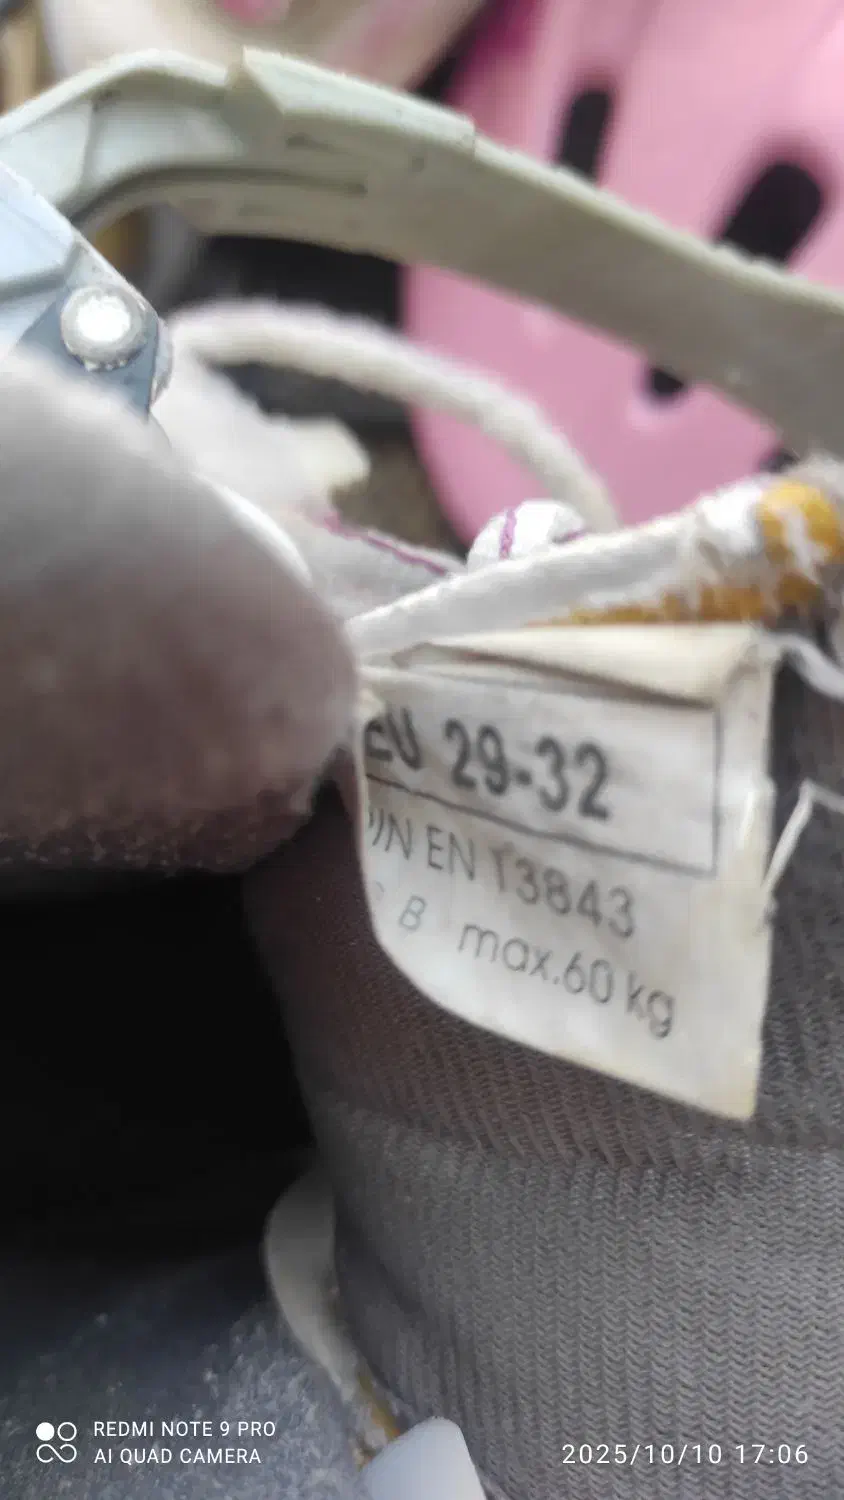 EU 29-32
DIN EN 13843
B max.60 kg
REDMI NOTE 9 PRO
AI QUAD CAMERA
2025/10/10 17:06